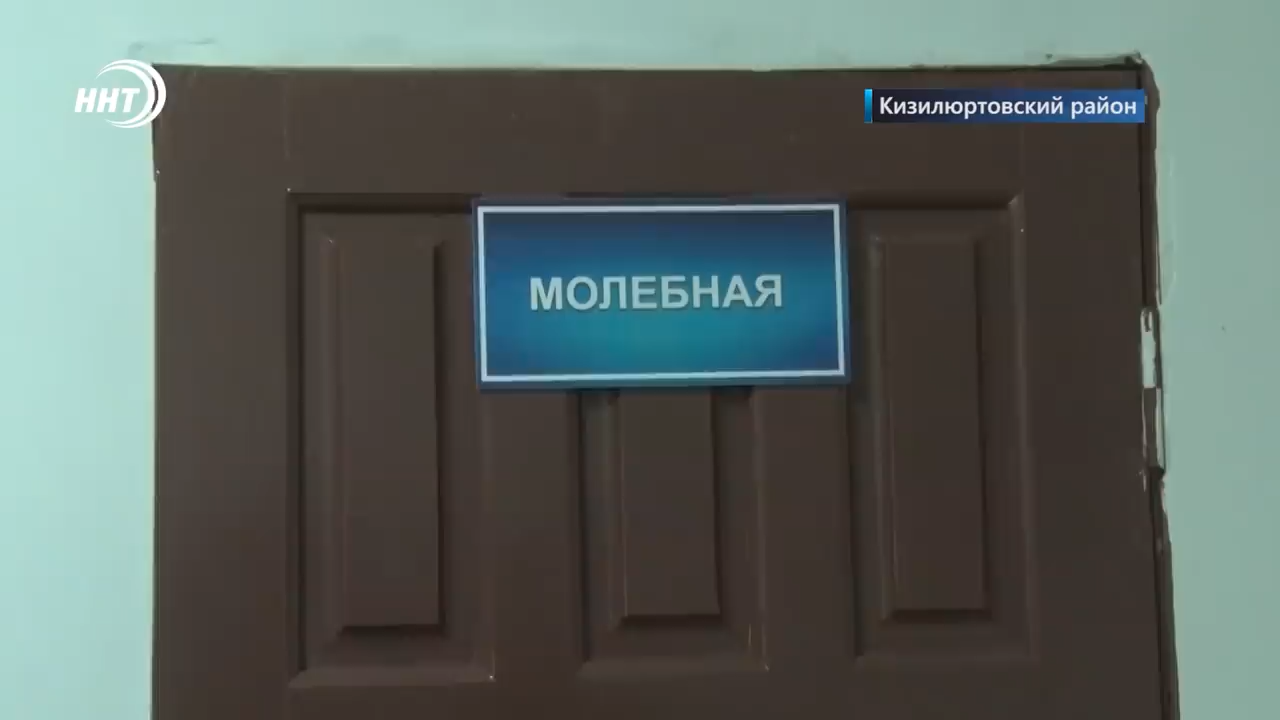 ННТ
Кизилюртовский район
МОЛЕБНАЯ